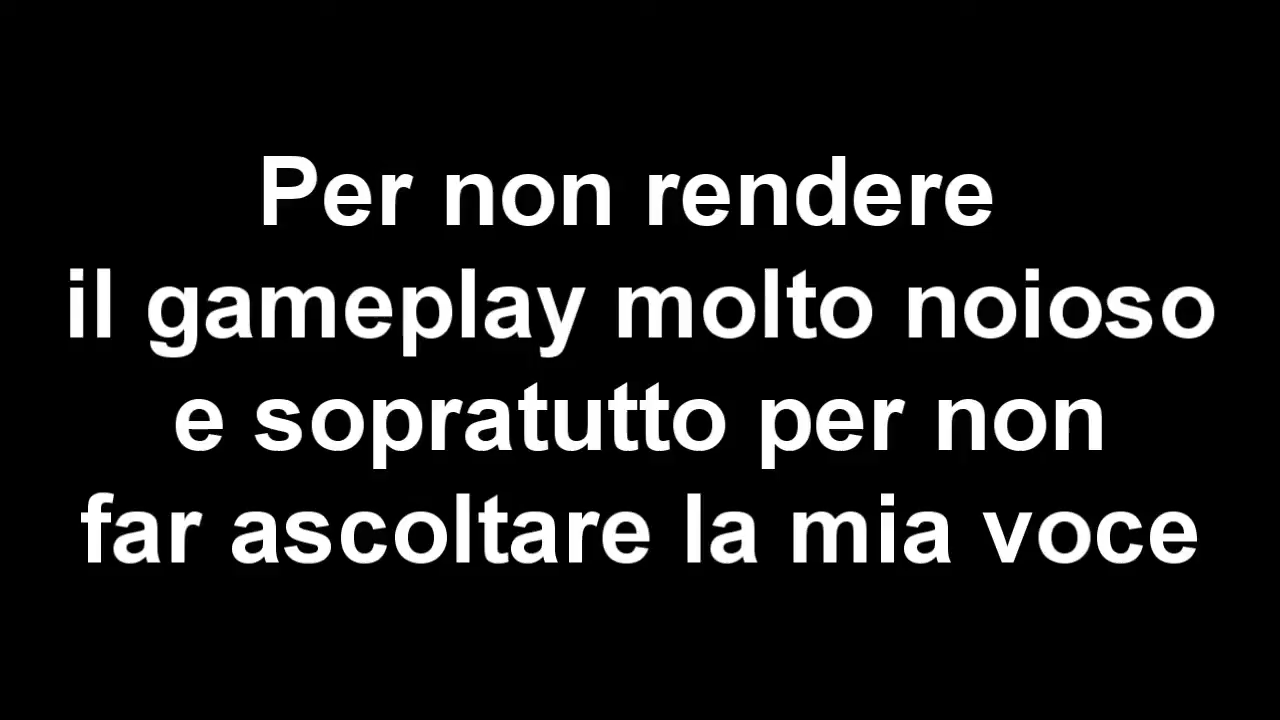 Per non rendere
il gameplay molto noioso
e sopratutto per non
far ascoltare la mia voce